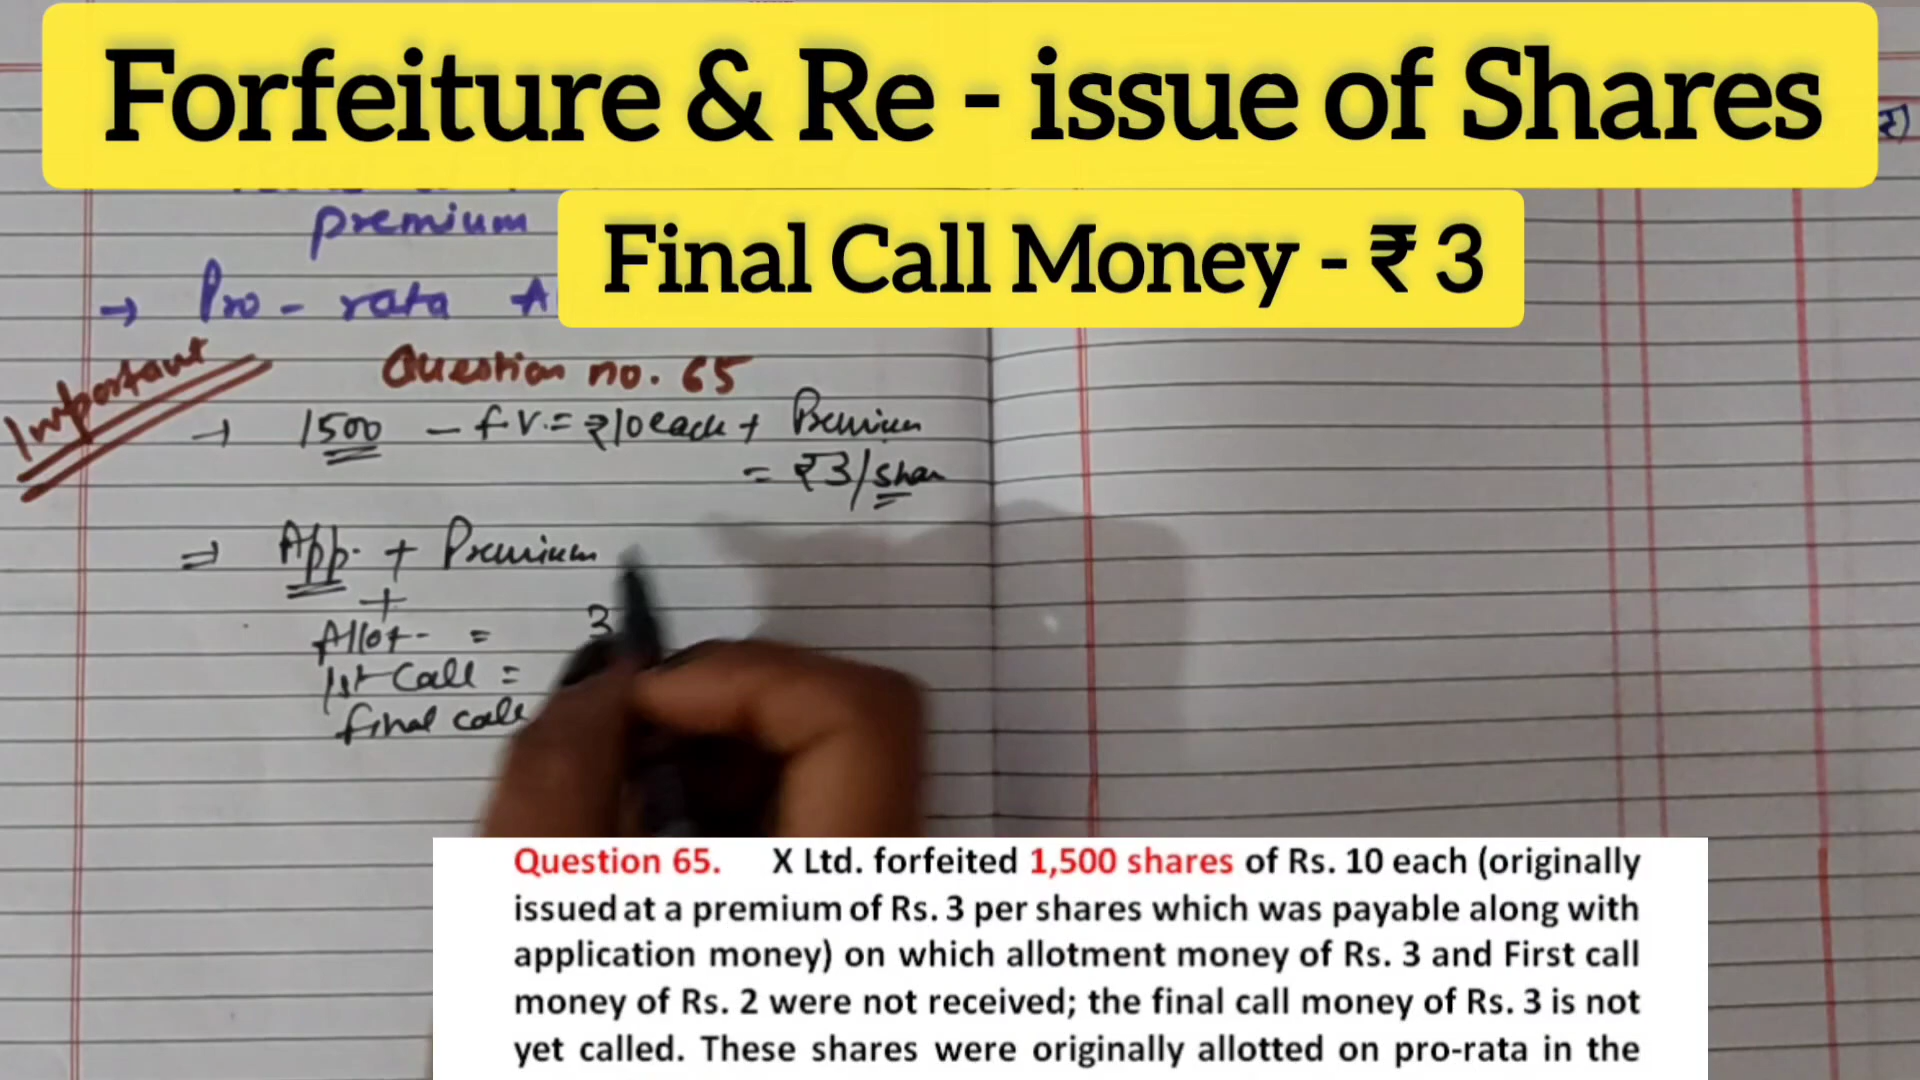 Forfeiture & Re - issue of Shares
Final Call Money - ₹ 3
premium
→ Pro - rata A
Important
Question no. 65
→ 1500 - f V. = ₹10 each + Premium
= ₹3/Shar
⇒ App. + Premium
+
Allot- = 3
1st Call =
final call
Question 65. X Ltd. forfeited 1,500 shares of Rs. 10 each (originally
issued at a premium of Rs. 3 per shares which was payable along with
application money) on which allotment money of Rs. 3 and First call
money of Rs. 2 were not received; the final call money of Rs. 3 is not
yet called. These shares were originally allotted on pro-rata in the